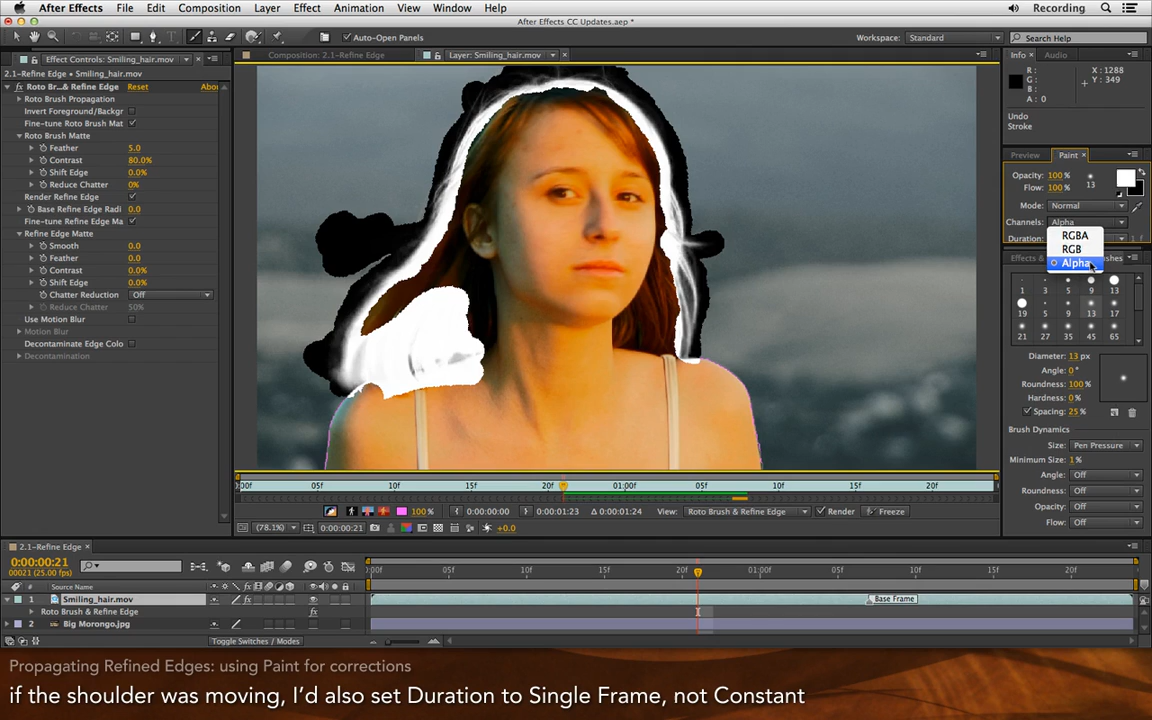 After Effects File Edit Composition Layer Effect Animation View Window Help Recording
After Effects CC Updates.aep *
Auto-Open Panels Workspace: Standard Search Help
Effect Controls: Smiling_hair.mov
2.1-Refine Edge • Smiling_hair.mov
Roto Br...& Refine Edge Reset Abou
Roto Brush Propagation
Invert Foreground/Backgr
Fine-tune Roto Brush Mat
Roto Brush Matte
Feather 5.0
Contrast 80.0%
Shift Edge 0.0%
Reduce Chatter 0%
Render Refine Edge
Base Refine Edge Radi 0.0
Fine-tune Refine Edge Ma
Refine Edge Matte
Smooth 0.0
Feather 0.0
Contrast 0.0%
Shift Edge 0.0%
Chatter Reduction Off
Reduce Chatter 50%
Use Motion Blur
Motion Blur
Decontaminate Edge Colo
Decontamination
Composition: 2.1-Refine Edge Layer: Smiling_hair.mov
:00f 05f 10f 15f 20f 01:00f 05f 10f 15f 20f
100% 0:00:00:00 0:00:01:23 Δ 0:00:01:24 View: Roto Brush & Refine Edge Render Freeze
(78.1%) 0:00:00:21 +0.0
Info Audio
R : X : 1288
G : Y : 349
B :
A : 0
Undo
Stroke
Preview Paint
Opacity: 100 %
Flow: 100 % 13
Mode: Normal
Channels: Alpha
Duration: 1 f
RGBA
RGB
Alpha
Effects & ushes
1 3 5 9 13
19 5 9 13 17
21 27 35 45 65
Diameter: 13 px
Angle: 0 °
Roundness: 100 %
Hardness: 0 %
Spacing: 25 %
Brush Dynamics
Size: Pen Pressure
Minimum Size: 1 %
Angle: Off
Roundness: Off
Opacity: Off
Flow: Off
2.1-Refine Edge
0:00:00:21
00021 (25.00 fps)
:00f 05f 10f 15f 20f 01:00f 05f 10f 15f 20f
# Source Name
1 Smiling_hair.mov Base Frame
Roto Brush & Refine Edge
2 Big Morongo.jpg
Toggle Switches / Modes
Propagating Refined Edges: using Paint for corrections
if the shoulder was moving, I'd also set Duration to Single Frame, not Constant